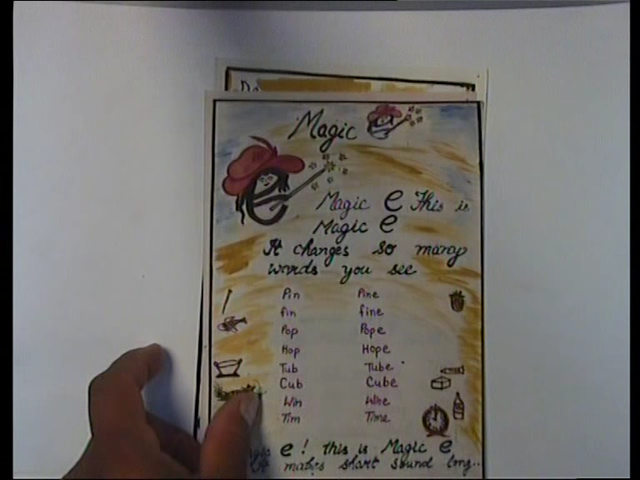 Magic e
Magic e This is
Magic e
It changes so many
words you see
Pin Pine
fin fine
Pop Pope
Hop Hope
Tub Tube
Cub Cube
Win Wine
Tim Time
e! this is Magic e
makes short sound long..